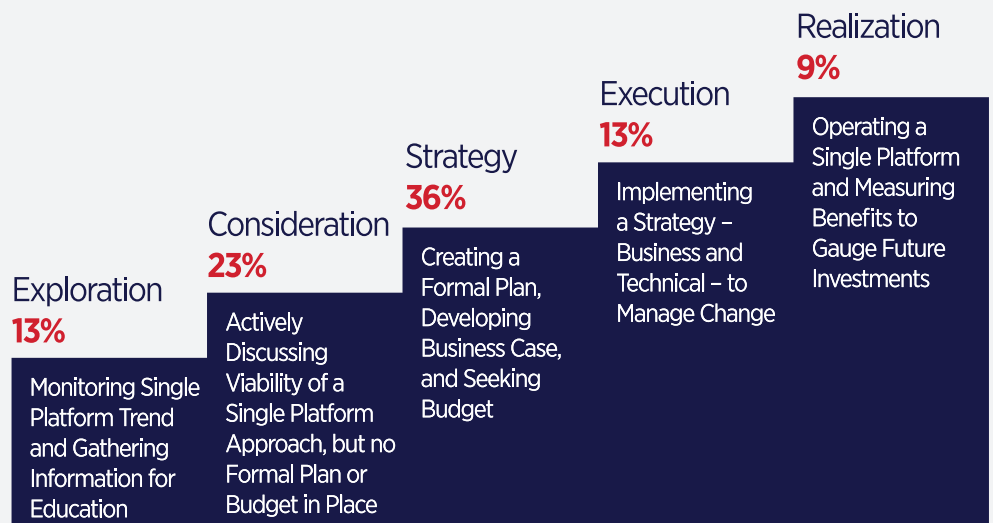 Exploration
13%
Monitoring Single
Platform Trend
and Gathering
Information for
Education
Consideration
23%
Actively
Discussing
Viability of a
Single Platform
Approach, but no
Formal Plan or
Budget in Place
Strategy
36%
Creating a
Formal Plan,
Developing
Business Case,
and Seeking
Budget
Execution
13%
Implementing
a Strategy –
Business and
Technical – to
Manage Change
Realization
9%
Operating a
Single Platform
and Measuring
Benefits to
Gauge Future
Investments